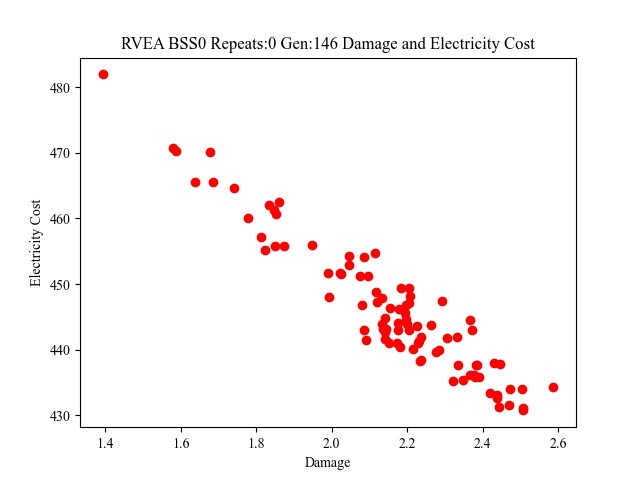 RVEA BSS0 Repeats:0 Gen:146 Damage and Electricity Cost
480
470
460
450
440
430
Electricity Cost
1.4 1.6 1.8 2.0 2.2 2.4 2.6
Damage